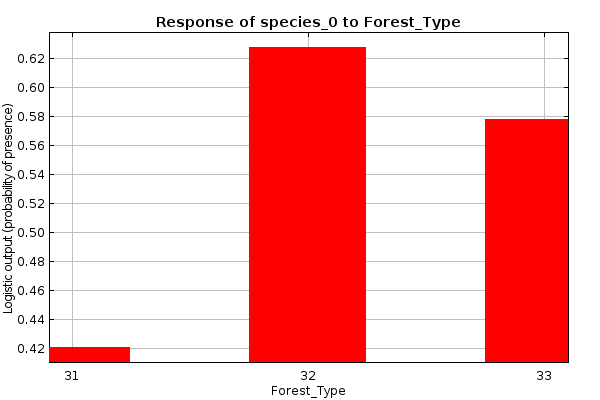 Response of species_0 to Forest_Type
Logistic output (probability of presence)
0.62
0.60
0.58
0.56
0.54
0.52
0.50
0.48
0.46
0.44
0.42
31 32 33
Forest_Type